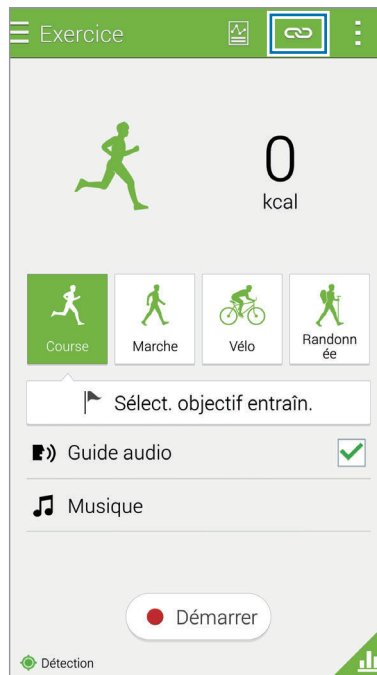 Exercice
0
kcal
Course
Marche
Vélo
Randonn
ée
Sélect. objectif entraîn.
Guide audio
Musique
Démarrer
Détection